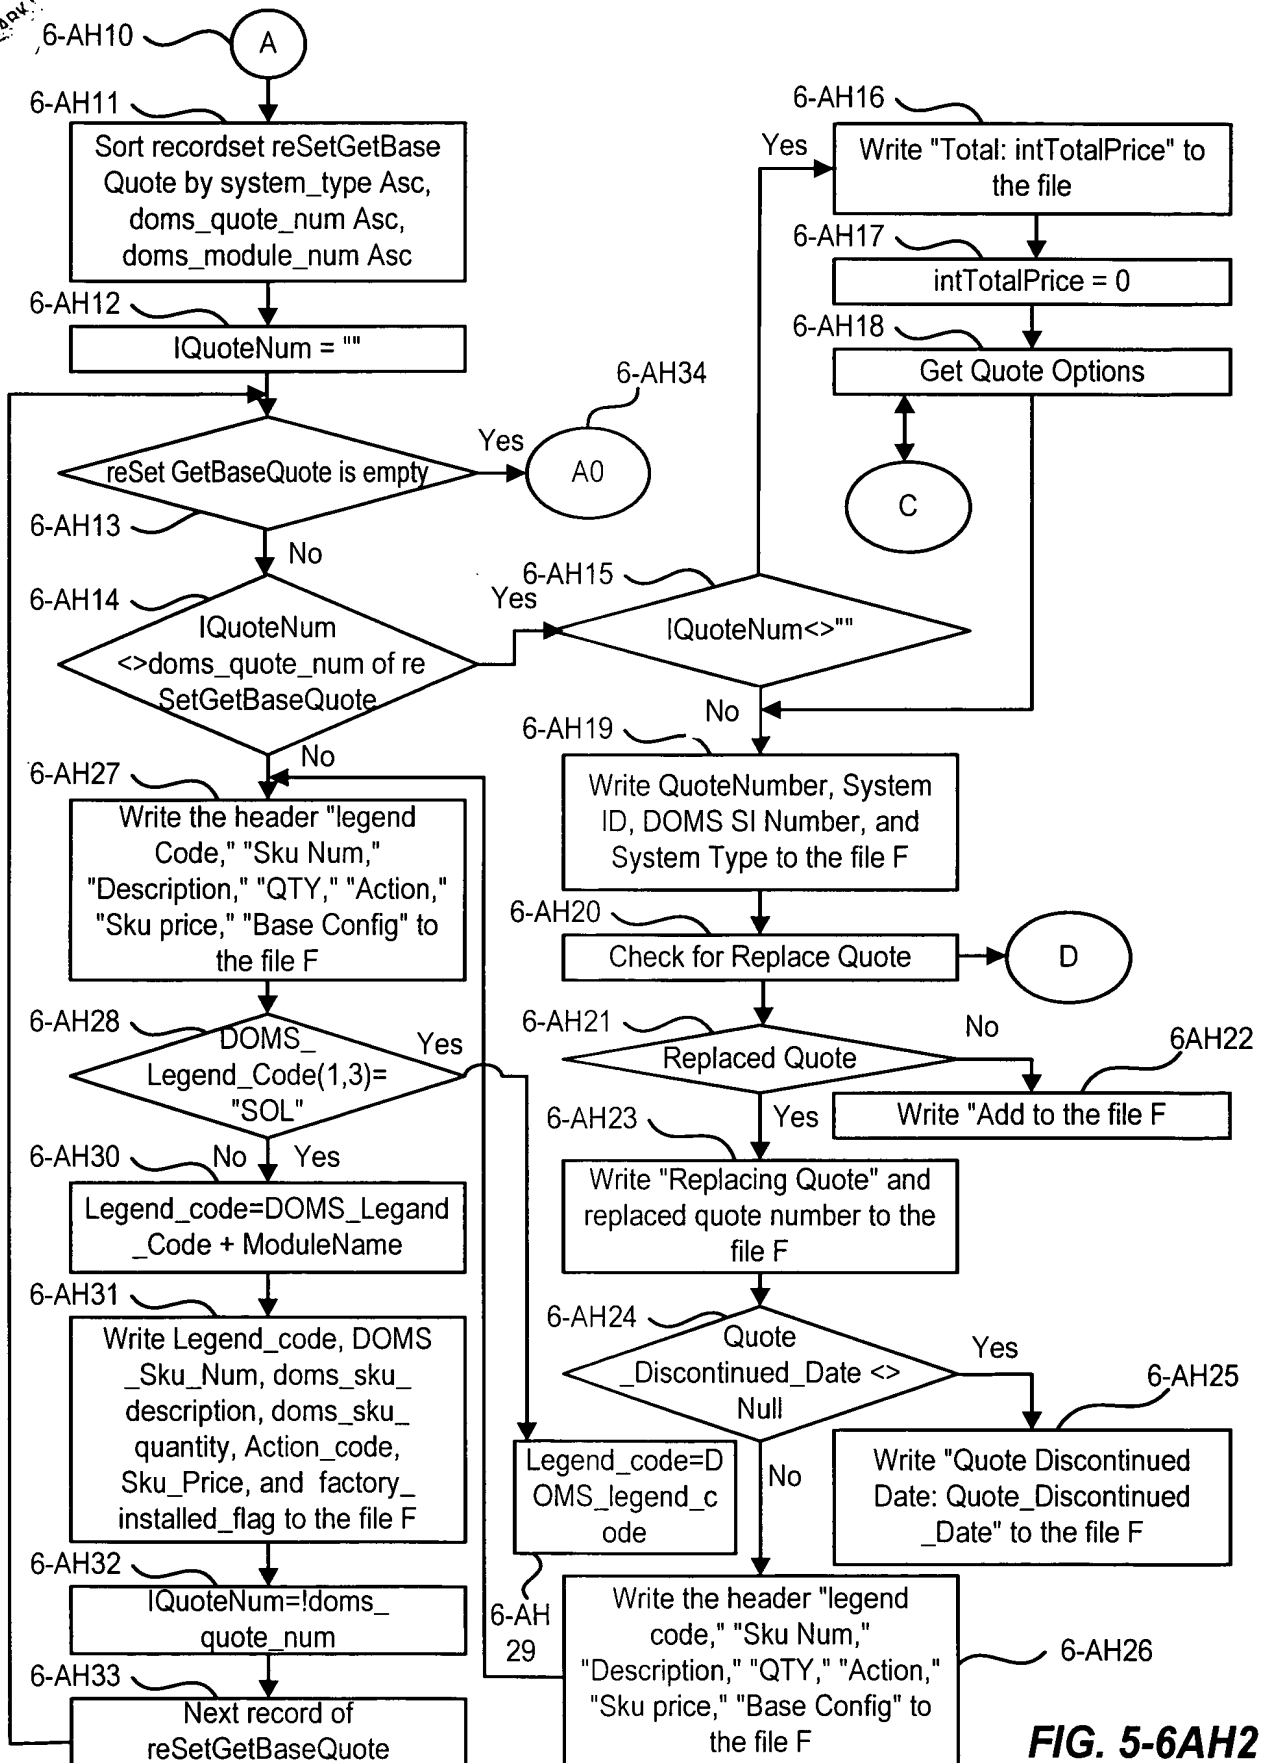 6-AH10
A
6-AH11
Sort recordset reSetGetBase
Quote by system_type Asc,
doms_quote_num Asc,
doms_module_num Asc
6-AH12
IQuoteNum = ""
6-AH34
reSet GetBaseQuote is empty
Yes
A0
6-AH13
No
6-AH14
IQuoteNum
<>doms_quote_num of re
SetGetBaseQuote
Yes
6-AH15
IQuoteNum<>""
Yes
6-AH16
Write "Total: intTotalPrice" to
the file
6-AH17
intTotalPrice = 0
6-AH18
Get Quote Options
C
No
6-AH19
Write QuoteNumber, System
ID, DOMS SI Number, and
System Type to the file F
6-AH20
Check for Replace Quote
D
6-AH21
Replaced Quote
No
6AH22
Write "Add to the file F
Yes
6-AH23
Write "Replacing Quote" and
replaced quote number to the
file F
6-AH24
Quote
_Discontinued_Date <>
Null
Yes
6-AH25
Write "Quote Discontinued
Date: Quote_Discontinued
_Date" to the file F
No
Write the header "legend
code," "Sku Num,"
"Description," "QTY," "Action,"
"Sku price," "Base Config" to
the file F
6-AH26
No
6-AH27
Write the header "legend
Code," "Sku Num,"
"Description," "QTY," "Action,"
"Sku price," "Base Config" to
the file F
6-AH28
DOMS_
Legend_Code(1,3)=
"SOL"
Yes
Legend_code=D
OMS_legend_c
ode
6-AH
29
No
Yes
6-AH30
Legend_code=DOMS_Legand
_Code + ModuleName
6-AH31
Write Legend_code, DOMS
_Sku_Num, doms_sku_
description, doms_sku_
quantity, Action_code,
Sku_Price, and factory_
installed_flag to the file F
6-AH32
IQuoteNum=!doms_
quote_num
6-AH33
Next record of
reSetGetBaseQuote
FIG. 5-6AH2